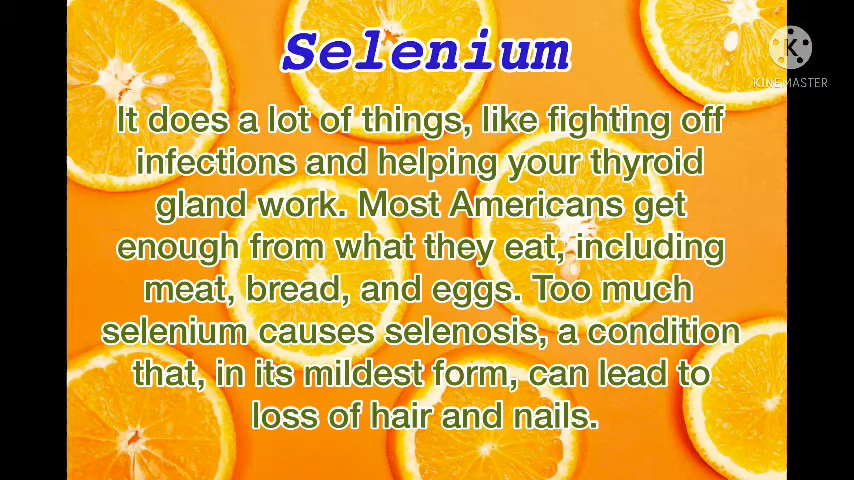 Selenium
K
KINEMASTER
It does a lot of things, like fighting off
infections and helping your thyroid
gland work. Most Americans get
enough from what they eat, including
meat, bread, and eggs. Too much
selenium causes selenosis, a condition
that, in its mildest form, can lead to
loss of hair and nails.